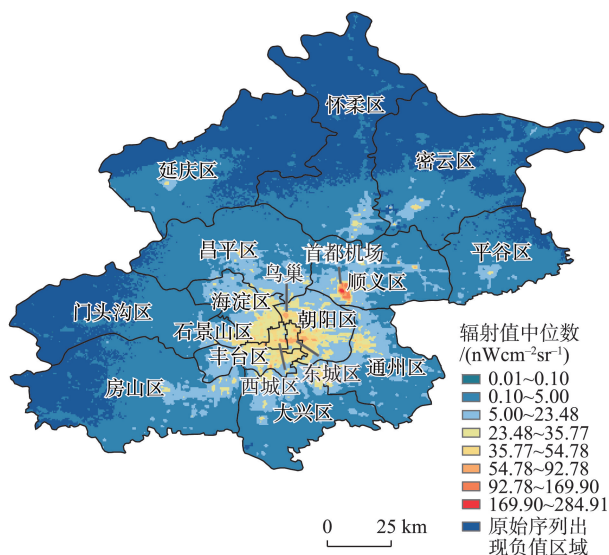 怀柔区
密云区
延庆区
昌平区
首都机场
平谷区
鸟巢
顺义区
海淀区
门头沟区
朝阳区
石景山区
丰台区
东城区
通州区
房山区
西城区
大兴区
辐射值中位数
/(nWcm⁻²sr⁻¹)
0.01~0.10
0.10~5.00
5.00~23.48
23.48~35.77
35.77~54.78
54.78~92.78
92.78~169.90
169.90~284.91
原始序列出
现负值区域
0 25 km